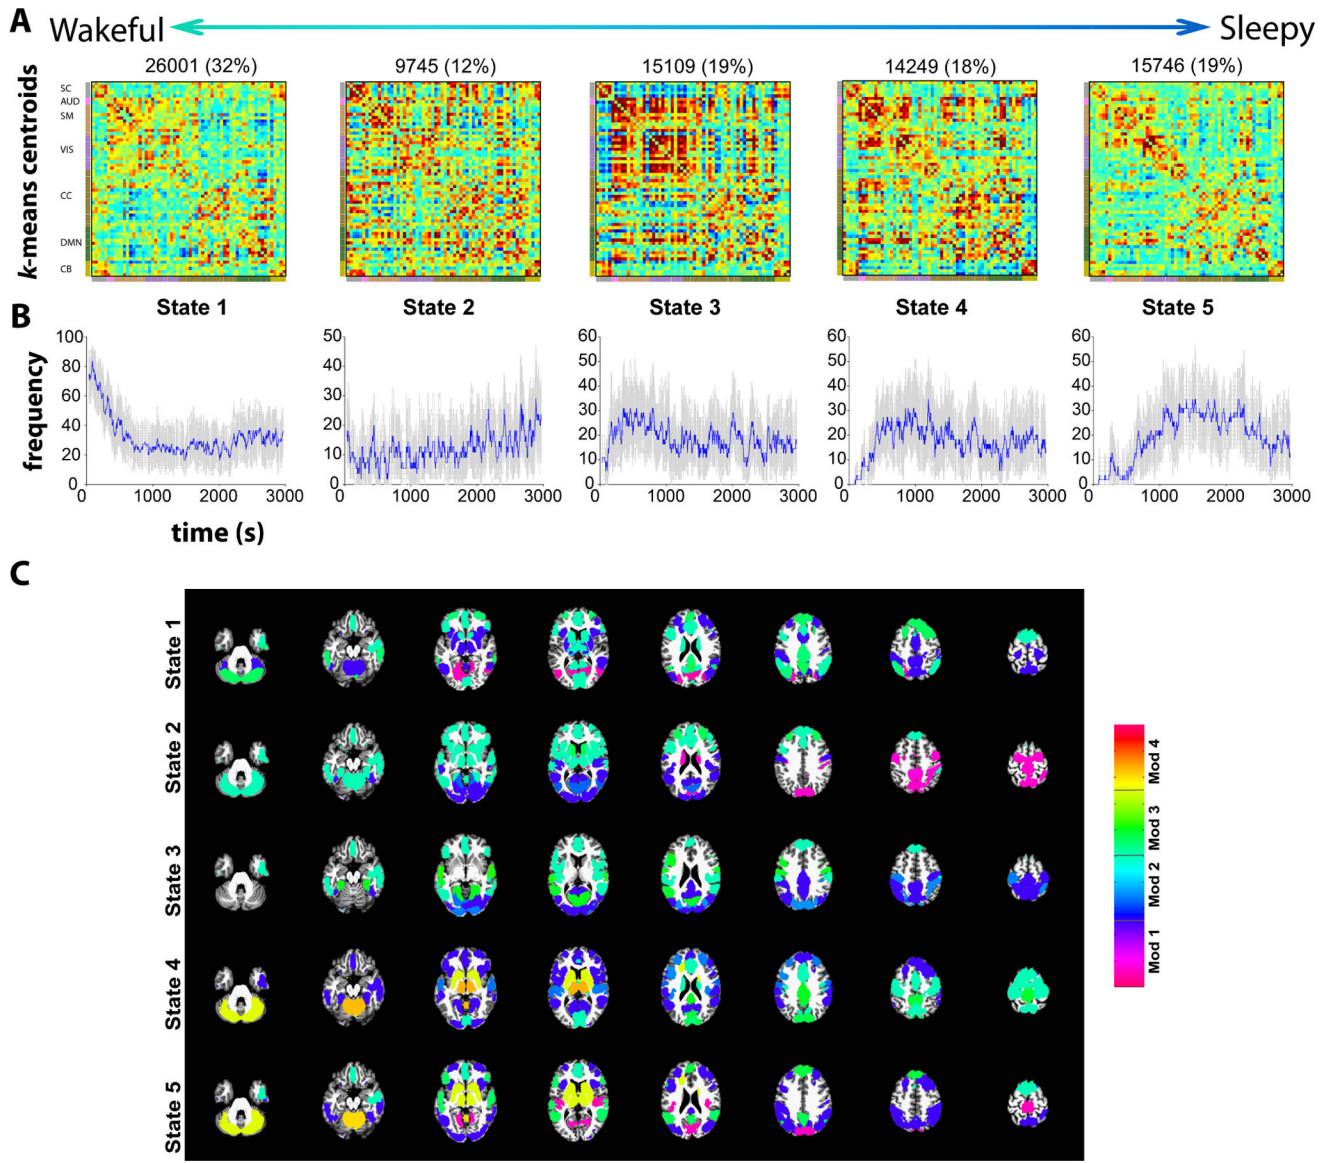 A
Wakeful
Sleepy
k-means centroids
26001 (32%)
9745 (12%)
15109 (19%)
14249 (18%)
15746 (19%)
SC
AUD
SM
VIS
CC
DMN
CB
State 1
State 2
State 3
State 4
State 5
B
frequency
100
80
60
40
20
0
0
1000
2000
3000
50
40
30
20
10
0
0
1000
2000
3000
60
50
40
30
20
10
0
0
1000
2000
3000
60
50
40
30
20
10
0
0
1000
2000
3000
60
50
40
30
20
10
0
0
1000
2000
3000
time (s)
C
State 1
State 2
State 3
State 4
State 5
Mod 4
Mod 3
Mod 2
Mod 1